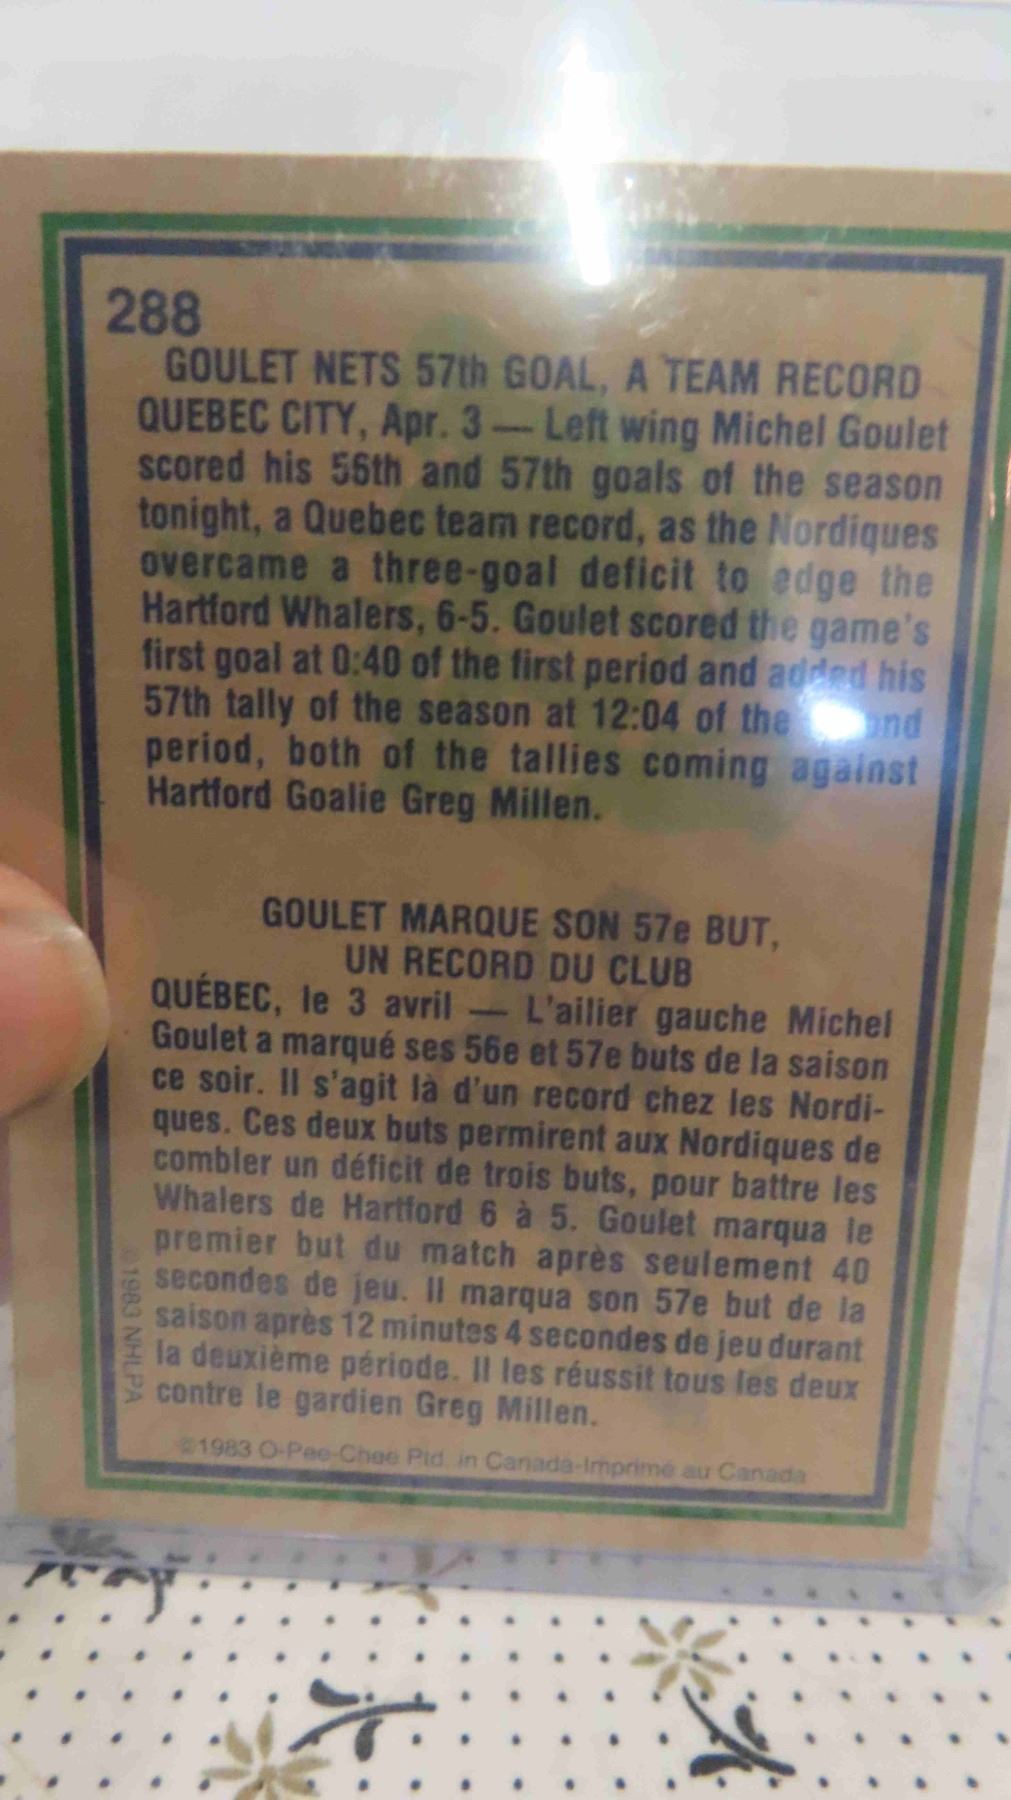 288
GOULET NETS 57th GOAL, A TEAM RECORD
QUEBEC CITY, Apr. 3 — Left wing Michel Goulet
scored his 56th and 57th goals of the season
tonight, a Quebec team record, as the Nordiques
overcame a three-goal deficit to edge the
Hartford Whalers, 6-5. Goulet scored the game's
first goal at 0:40 of the first period and added his
57th tally of the season at 12:04 of the
period, both of the tallies coming against
Hartford Goalie Greg Millen.
GOULET MARQUE SON 57e BUT,
UN RECORD DU CLUB
QUÉBEC, le 3 avril — L'ailier gauche Michel
Goulet a marqué ses 56e et 57e buts de la saison
ce soir. Il s'agit là d'un record chez les Nordi-
ques. Ces deux buts permirent aux Nordiques de
combler un déficit de trois buts, pour battre les
Whalers de Hartford 6 à 5. Goulet marqua le
premier but du match après seulement 40
secondes de jeu. Il marqua son 57e but de la
saison après 12 minutes 4 secondes de jeu durant
la deuxième période. Il les réussit tous les deux
contre le gardien Greg Millen.
©1983 NHLPA
©1983 O-Pee-Chee Ptd. in Canada-Imprimé au Canada